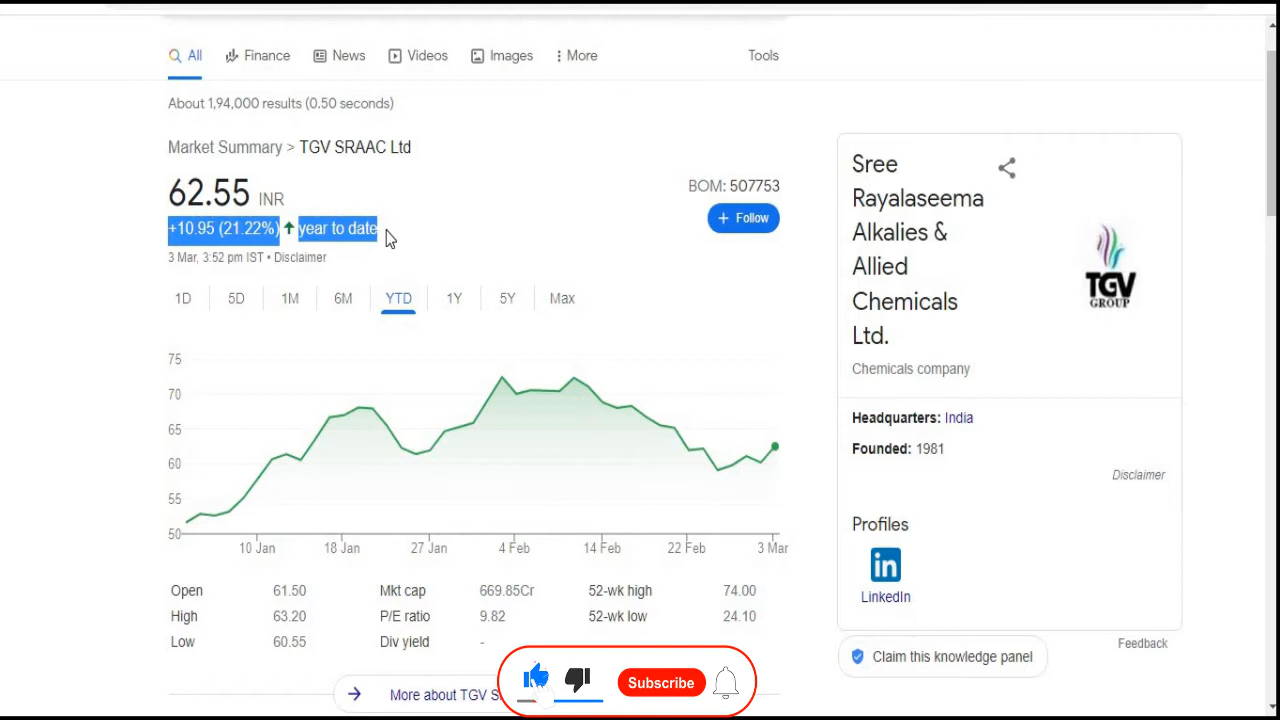 All Finance News Videos Images More Tools
About 1,94,000 results (0.50 seconds)
Market Summary > TGV SRAAC Ltd
62.55 INR
BOM: 507753
+10.95 (21.22%) year to date
+ Follow
3 Mar, 3:52 pm IST • Disclaimer
1D 5D 1M 6M YTD 1Y 5Y Max
75
70
65
60
55
50
10 Jan 18 Jan 27 Jan 4 Feb 14 Feb 22 Feb 3 Mar
Open 61.50 Mkt cap 669.85Cr 52-wk high 74.00
High 63.20 P/E ratio 9.82 52-wk low 24.10
Low 60.55 Div yield -
More about TGV
Subscribe
Sree
Rayalaseema
Alkalies &
Allied
Chemicals
Ltd.
TGV
GROUP
Chemicals company
Headquarters: India
Founded: 1981
Disclaimer
Profiles
in
LinkedIn
Feedback
Claim this knowledge panel